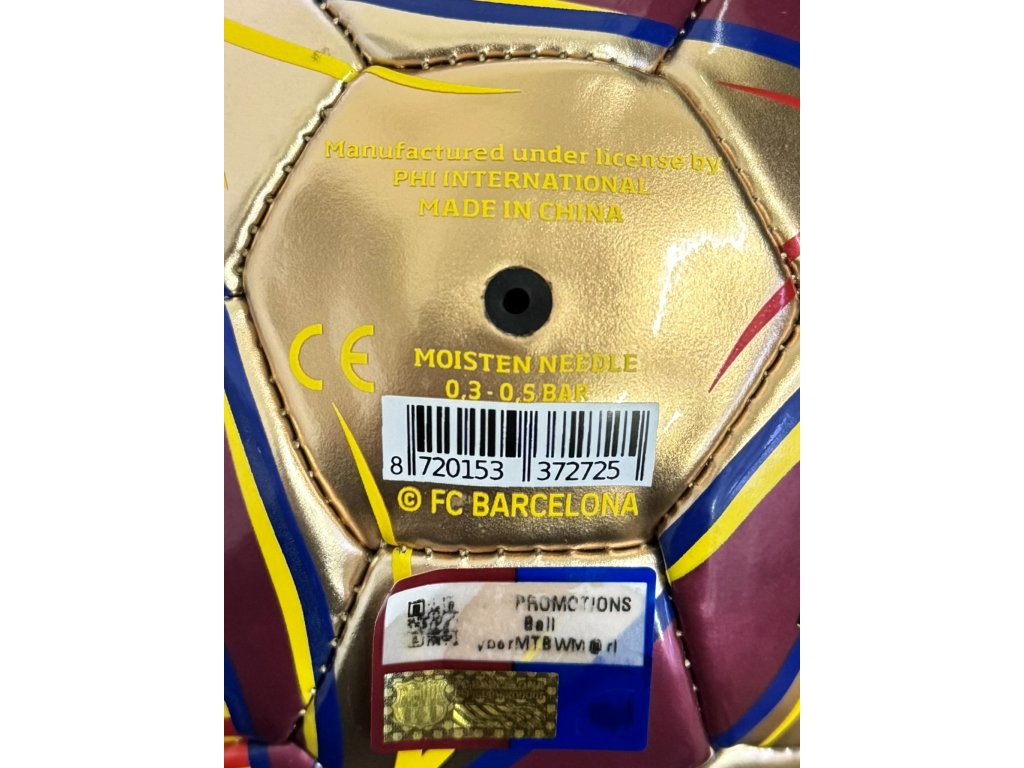 Manufactured under license by
PHI INTERNATIONAL
MADE IN CHINA
CE
MOISTEN NEEDLE
0,3 - 0,5 BAR
8 720153 372725
© FC BARCELONA
PROMOTIONS
Ball